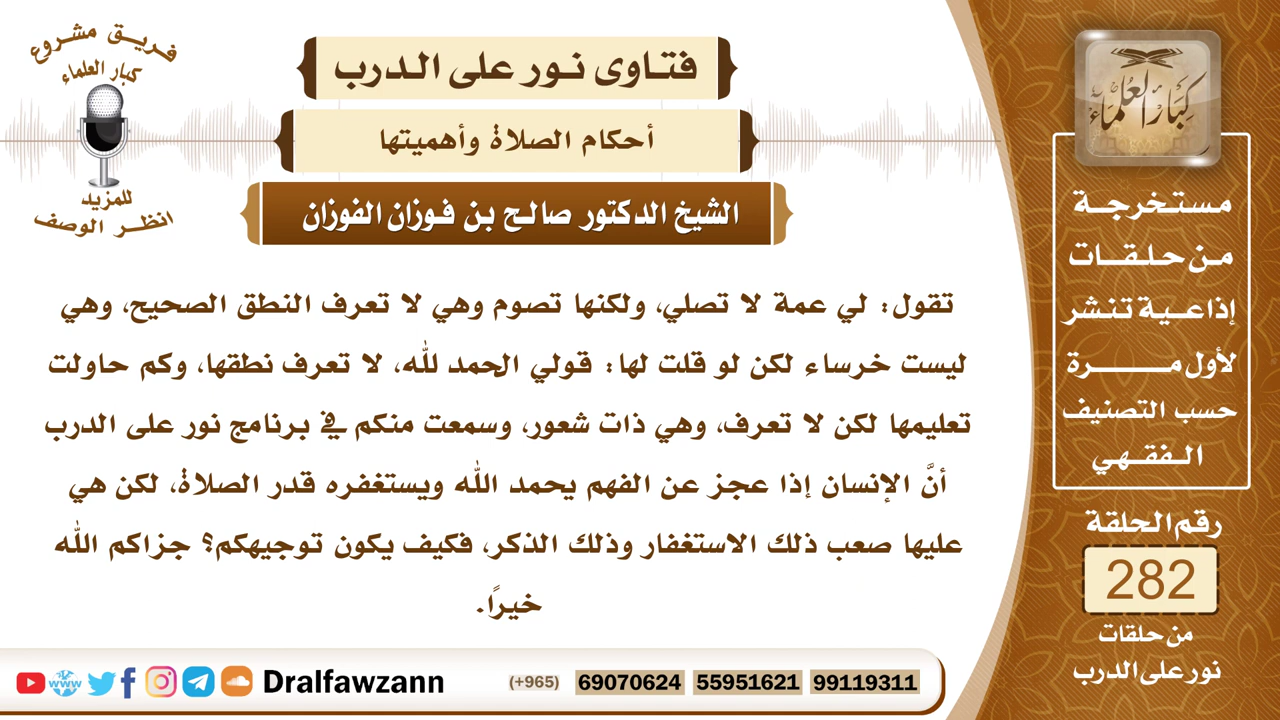 فريق مشروع
كبار العلماء
للمزيد
انظر الوصف
فتاوى نور على الدرب
أحكام الصلاة وأهميتها
الشيخ الدكتور صالح بن فوزان الفوزان
تقول: لي عمة لا تصلي، ولكنها تصوم وهي لا تعرف النطق الصحيح، وهي
ليست خرساء لكن لو قلت لها: قولي الحمد لله، لا تعرف نطقها، وكم حاولت
تعليمها لكن لا تعرف، وهي ذات شعور، وسمعت منكم في برنامج نور على الدرب
أنَّ الإنسان إذا عجز عن الفهم يحمد الله ويستغفره قدر الصلاة، لكن هي
عليها صعب ذلك الاستغفار وذلك الذكر، فكيف يكون توجيهكم؟ جزاكم الله
خيرًا.
كبار العلماء
مستخرجة
من حلقات
إذاعية تنشر
لأول مرة
حسب التصنيف
الفقهي
رقم الحلقة
282
من حلقات
نور على الدرب
www
Dralfawzann
(+965) 69070624 55951621 99119311